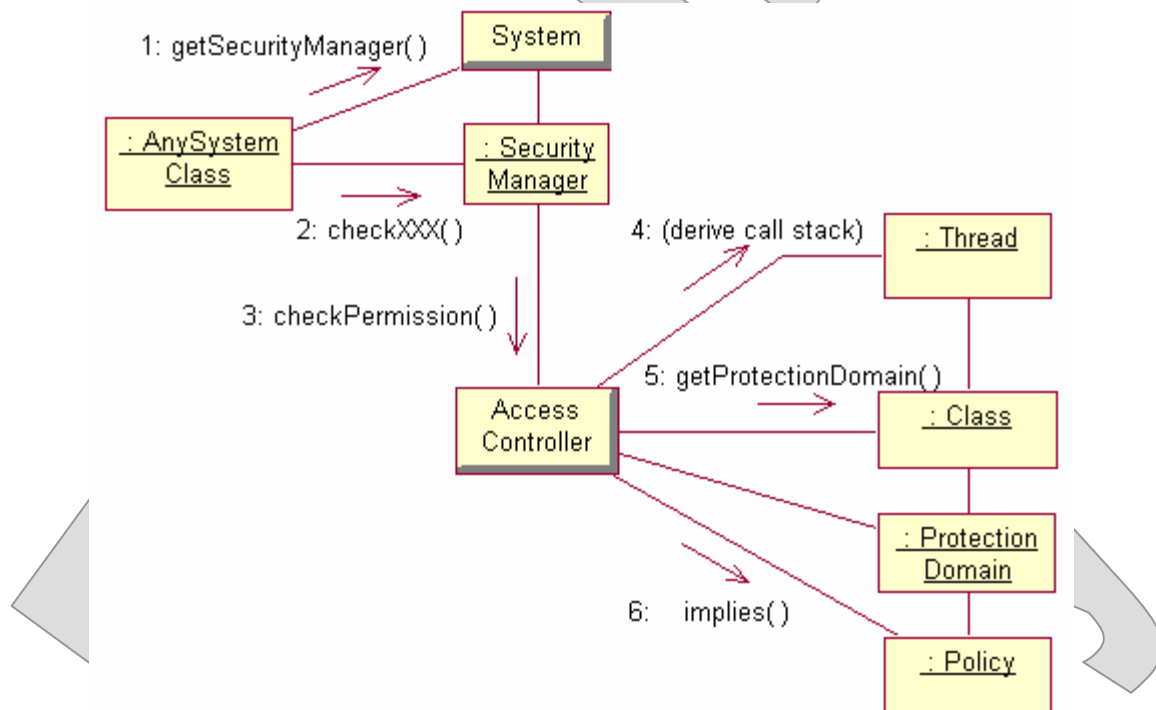 System
1: getSecurityManager( )
: AnySystem
Class
: Security
Manager
2: checkXXX( )
4: (derive call stack)
: Thread
3: checkPermission( )
5: getProtectionDomain( )
Access
Controller
: Class
: Protection
Domain
6: implies( )
: Policy